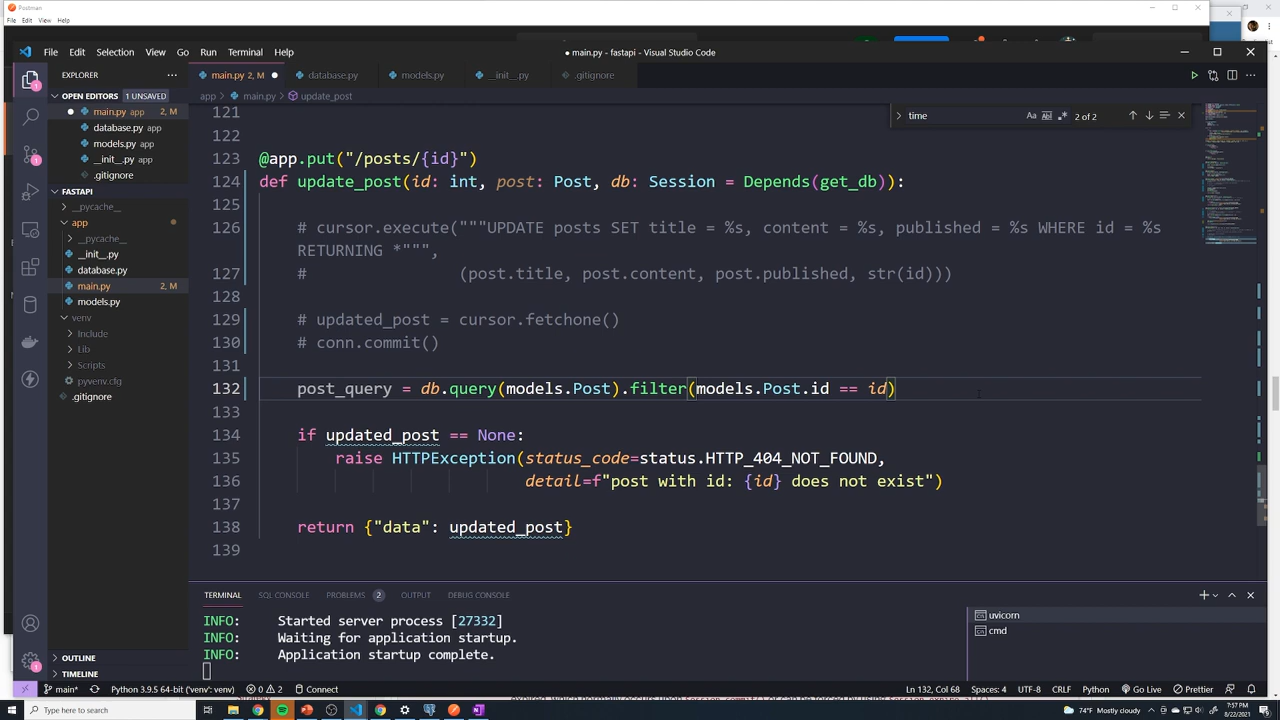 Postman
File Edit View Help
File Edit Selection View Go Run Terminal Help
● main.py - fastapi - Visual Studio Code
EXPLORER
main.py 2, M
database.py
models.py
__init__.py
.gitignore
OPEN EDITORS 1 UNSAVED
main.py app 2, M
database.py app
models.py app
__init__.py app
.gitignore
FASTAPI
__pycache__
app
__pycache__
__init__.py
database.py
main.py 2, M
models.py
venv
Include
Lib
Scripts
pyvenv.cfg
.gitignore
OUTLINE
TIMELINE
app > main.py > update_post
time
Aa
2 of 2
121
122
123 @app.put("/posts/{id}")
124 def update_post(id: int, post: Post, db: Session = Depends(get_db)):
125
126 # cursor.execute("""UPDATE posts SET title = %s, content = %s, published = %s WHERE id = %s
RETURNING *""",
127 # (post.title, post.content, post.published, str(id)))
128
129 # updated_post = cursor.fetchone()
130 # conn.commit()
131
132 post_query = db.query(models.Post).filter(models.Post.id == id)
133
134 if updated_post == None:
135 raise HTTPException(status_code=status.HTTP_404_NOT_FOUND,
136 detail=f"post with id: {id} does not exist")
137
138 return {"data": updated_post}
139
TERMINAL SQL CONSOLE PROBLEMS 2 OUTPUT DEBUG CONSOLE
INFO: Started server process [27332]
INFO: Waiting for application startup.
INFO: Application startup complete.
uvicorn
cmd
main* Python 3.9.5 64-bit ('venv': venv) 0 2 Connect Ln 132, Col 68 Spaces: 4 UTF-8 CRLF Python Go Live Prettier
Type here to search
74°F Mostly cloudy
7:57 PM
8/22/2021